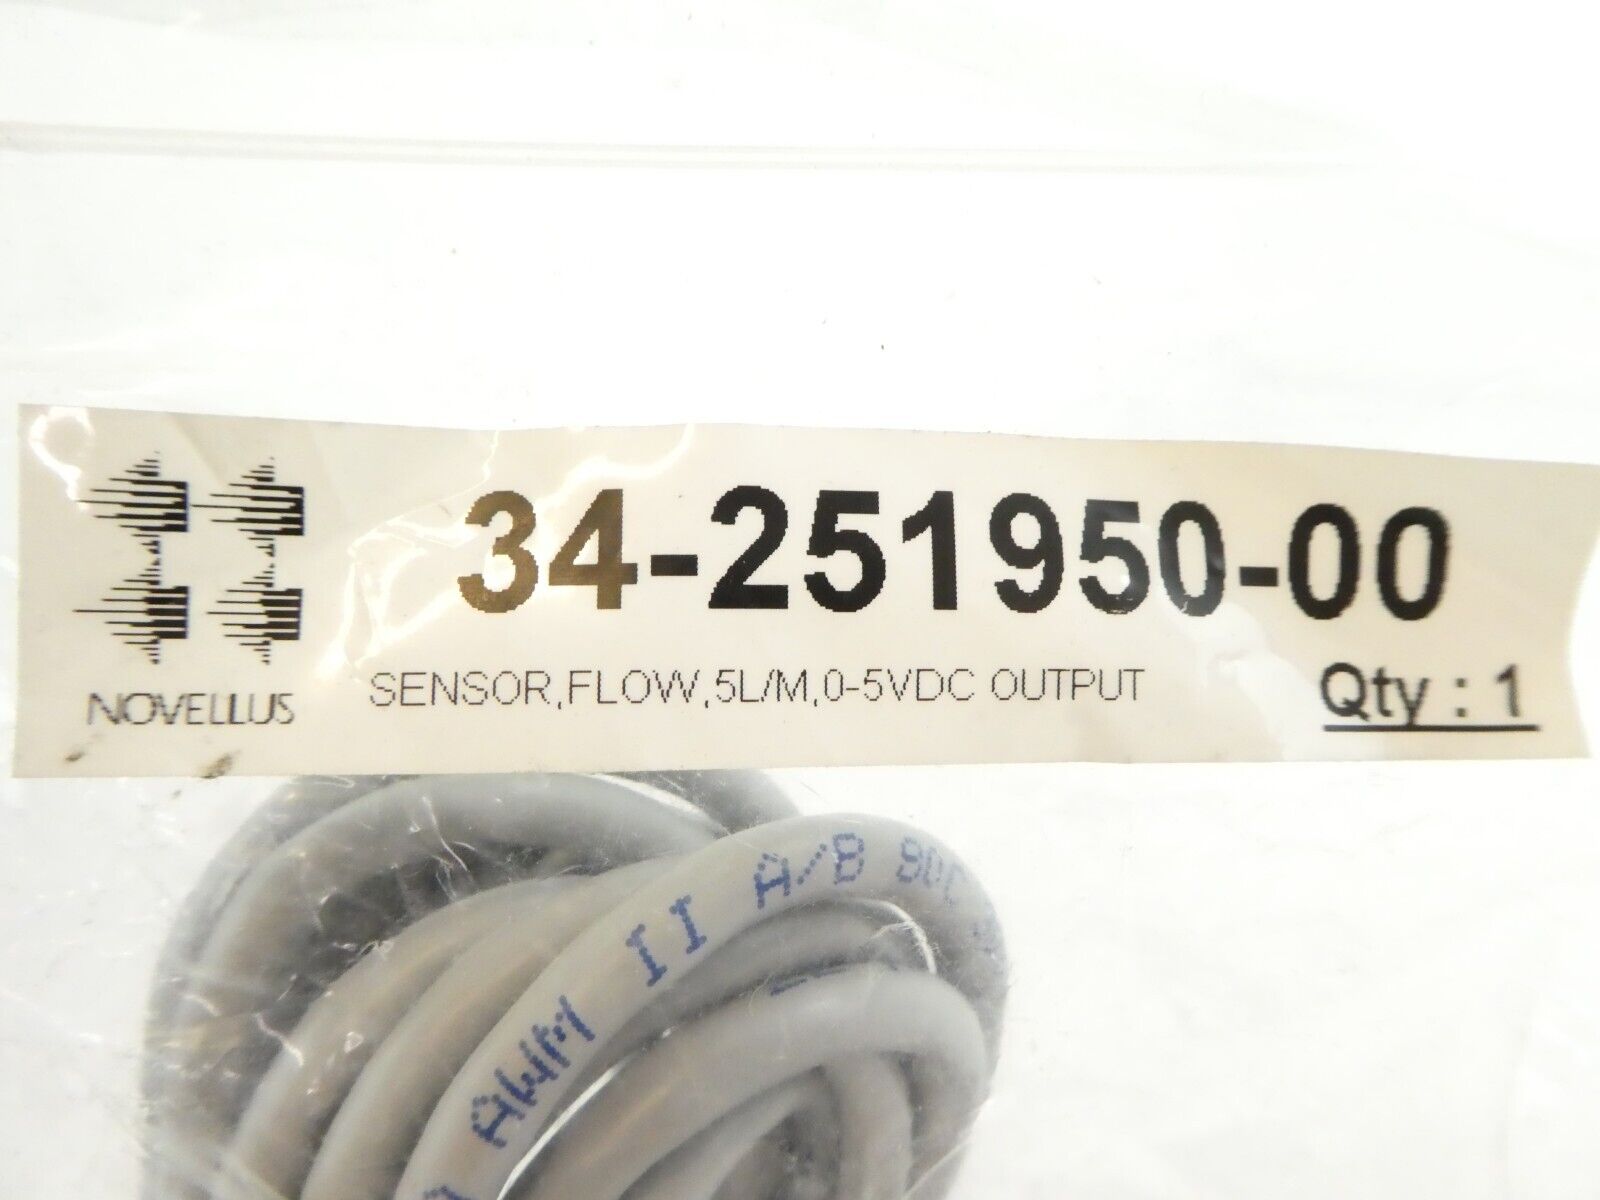 34-251950-00
NOVELLUS
SENSOR,FLOW,5L/M,0-5VDC OUTPUT
Qty : 1
AWM II A/B 90C